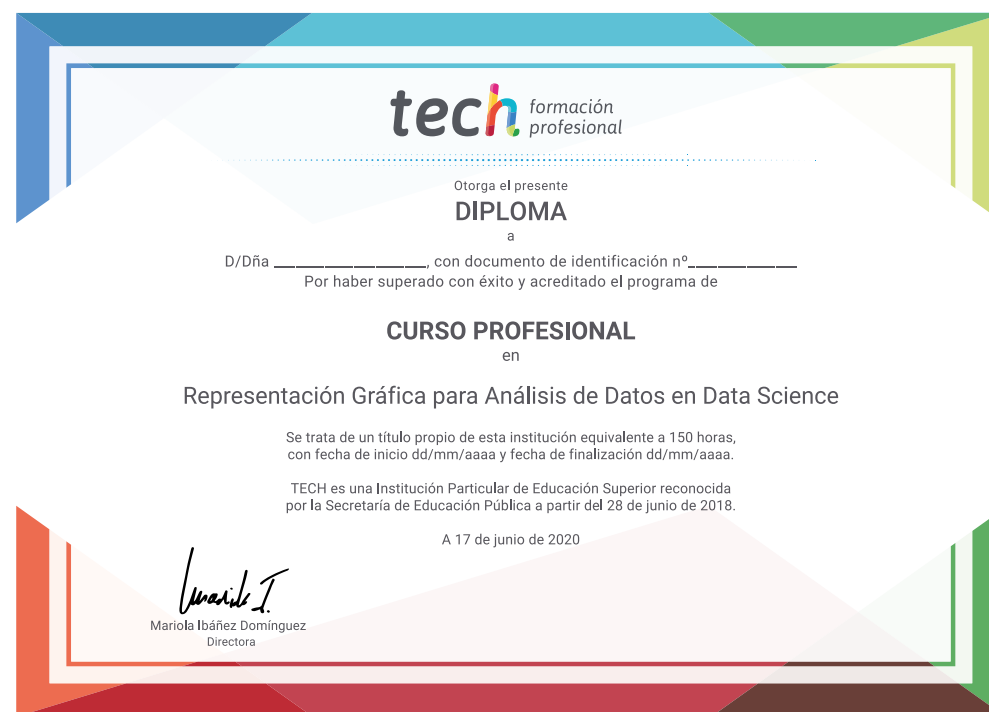 tech formación
profesional
Otorga el presente
DIPLOMA
a
D/Dña ______________, con documento de identificación nº__________
Por haber superado con éxito y acreditado el programa de
CURSO PROFESIONAL
en
Representación Gráfica para Análisis de Datos en Data Science
Se trata de un título propio de esta institución equivalente a 150 horas,
con fecha de inicio dd/mm/aaaa y fecha de finalización dd/mm/aaaa.
TECH es una Institución Particular de Educación Superior reconocida
por la Secretaría de Educación Pública a partir del 28 de junio de 2018.
A 17 de junio de 2020
Mariola Ibáñez Domínguez
Directora